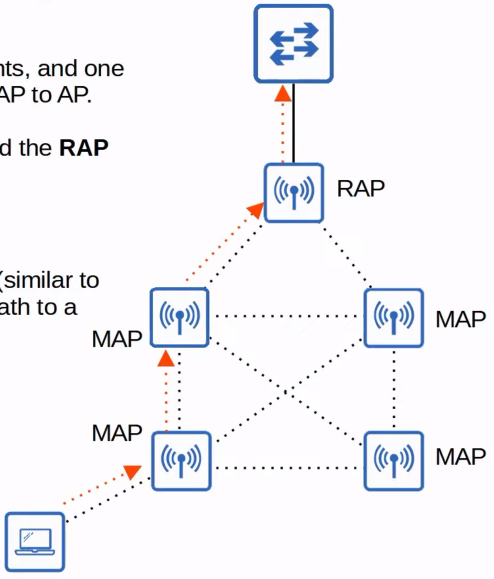 nts, and one
AP to AP.
d the RAP
RAP
(similar to
ath to a
MAP
MAP
MAP
MAP